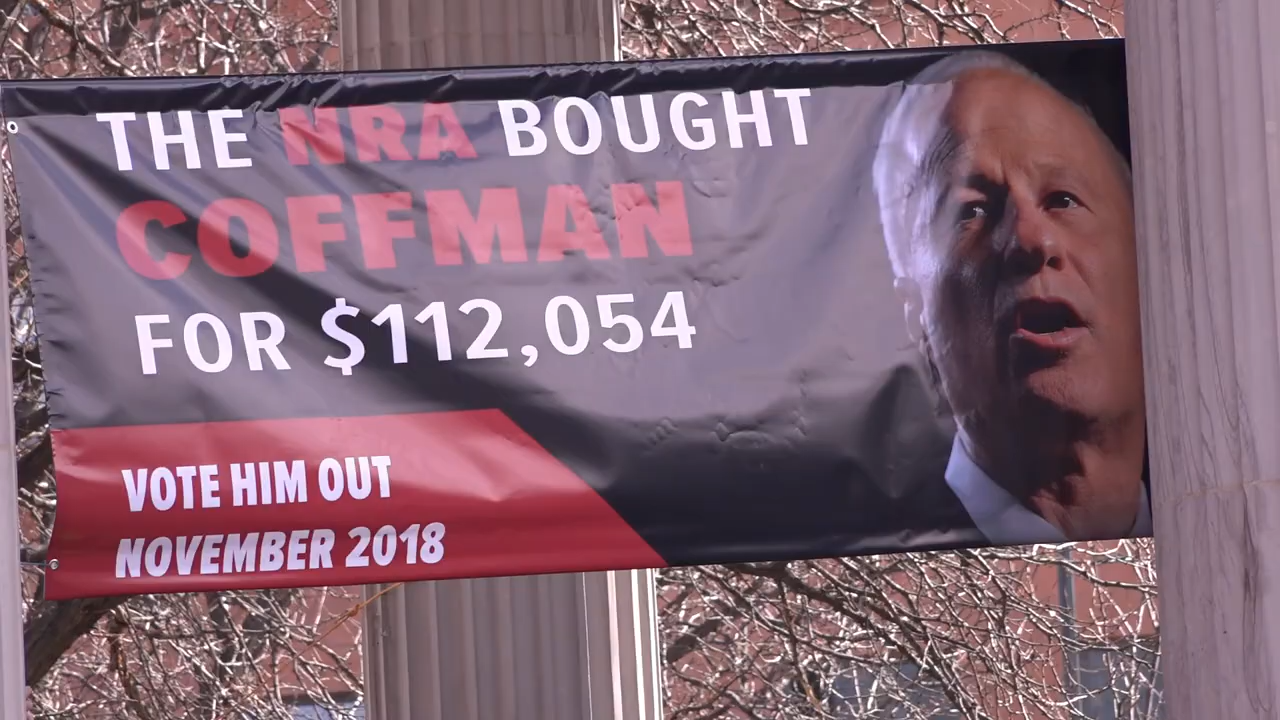 THE NRA BOUGHT
COFFMAN
FOR $112,054
VOTE HIM OUT
NOVEMBER 2018